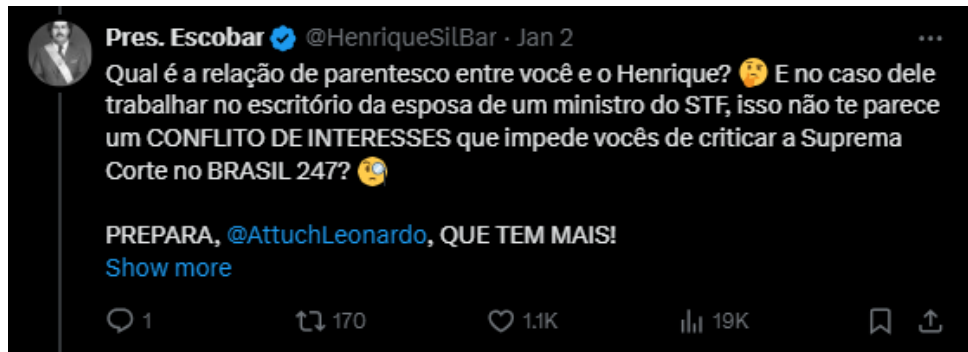 Pres. Escobar @HenriqueSilBar · Jan 2
Qual é a relação de parentesco entre você e o Henrique? 🤔 E no caso dele
trabalhar no escritório da esposa de um ministro do STF, isso não te parece
um CONFLITO DE INTERESSES que impede vocês de criticar a Suprema
Corte no BRASIL 247? 🧐
PREPARA, @AttuchLeonardo, QUE TEM MAIS!
Show more
1 170 1.1K 19K